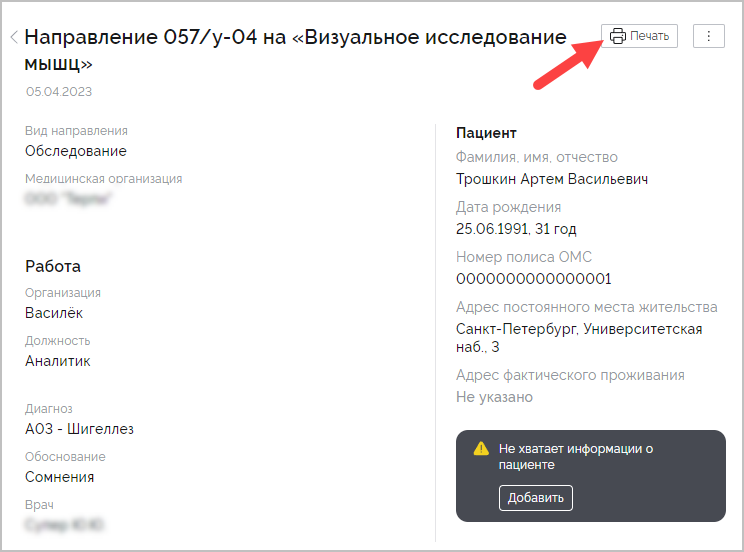 Направление 057/у-04 на «Визуальное исследование
мышц»
Печать
05.04.2023
Вид направления
Обследование
Медицинская организация
Работа
Организация
Василёк
Должность
Аналитик
Диагноз
A03 - Шигеллез
Обоснование
Сомнения
Врач
Пациент
Фамилия, имя, отчество
Трошкин Артем Васильевич
Дата рождения
25.06.1991, 31 год
Номер полиса ОМС
0000000000000001
Адрес постоянного места жительства
Санкт-Петербург, Университетская
наб., 3
Адрес фактического проживания
Не указано
Не хватает информации о
пациенте
Добавить